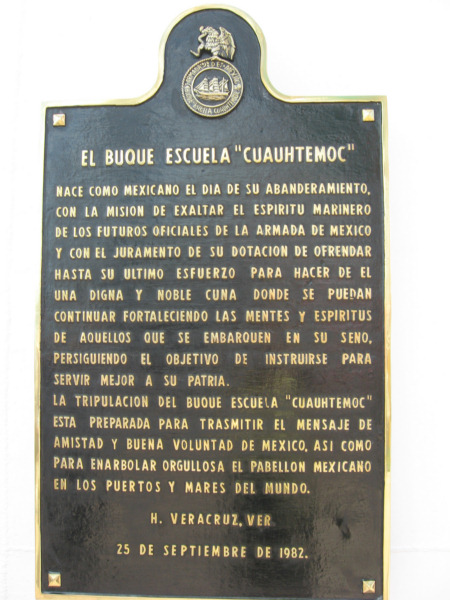 EL BUQUE ESCUELA "CUAUHTEMOC"
NACE COMO MEXICANO EL DIA DE SU ABANDERAMIENTO,
CON LA MISION DE EXALTAR EL ESPIRITU MARINERO
DE LOS FUTUROS OFICIALES DE LA ARMADA DE MEXICO
Y CON EL JURAMENTO DE SU DOTACION DE OFRENDAR
HASTA SU ULTIMO ESFUERZO PARA HACER DE EL
UNA DIGNA Y NOBLE CUNA DONDE SE PUEDAN
CONTINUAR FORTALECIENDO LAS MENTES Y ESPIRITUS
DE AQUELLOS QUE SE EMBARQUEN EN SU SENO,
PERSIGUIENDO EL OBJETIVO DE INSTRUIRSE PARA
SERVIR MEJOR A SU PATRIA.
LA TRIPULACION DEL BUQUE ESCUELA "CUAUHTEMOC"
ESTA PREPARADA PARA TRASMITIR EL MENSAJE DE
AMISTAD Y BUENA VOLUNTAD DE MEXICO, ASI COMO
PARA ENARBOLAR ORGULLOSA EL PABELLON MEXICANO
EN LOS PUERTOS Y MARES DEL MUNDO.
H. VERACRUZ, VER
25 DE SEPTIEMBRE DE 1982.